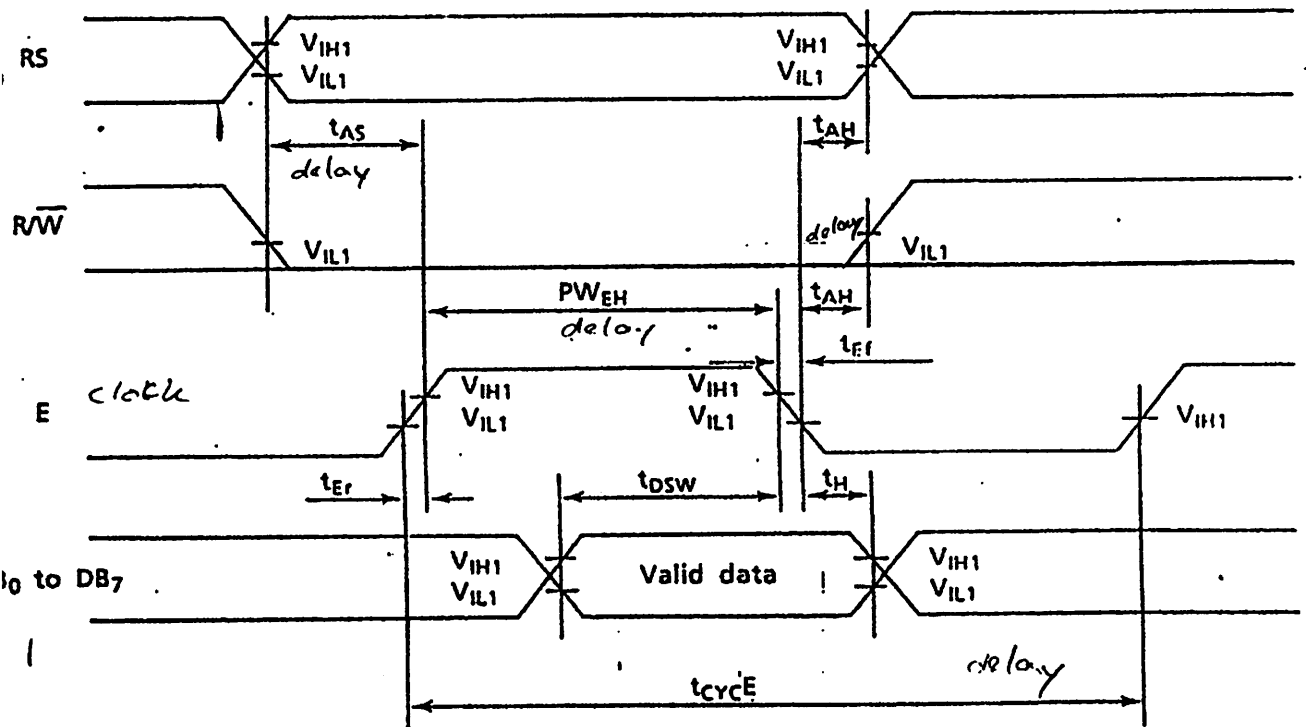 RS
VIH1
VIL1
VIH1
VIL1
tAS
delay
tAH
R/W̅
VIL1
delay
VIL1
PWEH
delay
tAH
tEf
E
clock
VIH1
VIL1
VIH1
VIL1
VIH1
tEr
tDSW
tH
B0 to DB7
VIH1
VIL1
Valid data
VIH1
VIL1
delay
tCYCE